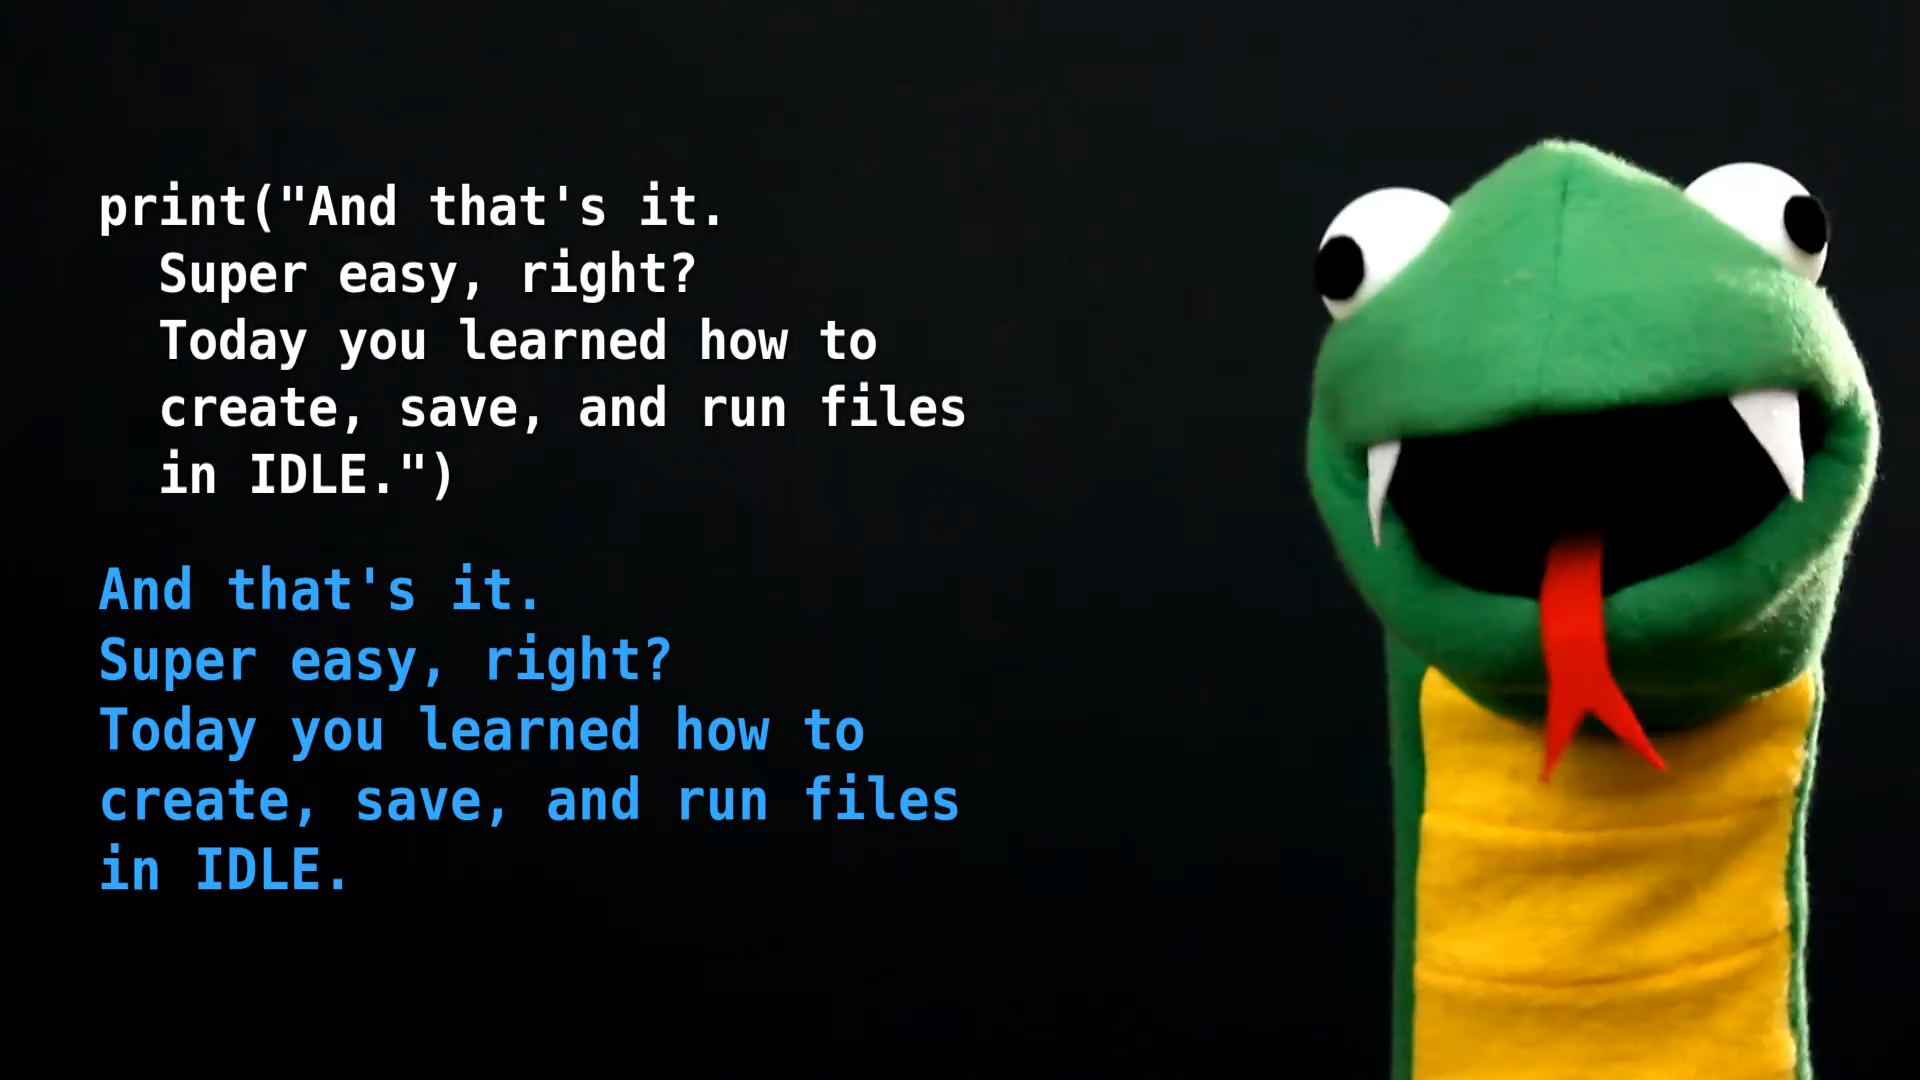 print("And that's it.
Super easy, right?
Today you learned how to
create, save, and run files
in IDLE.")
And that's it.
Super easy, right?
Today you learned how to
create, save, and run files
in IDLE.